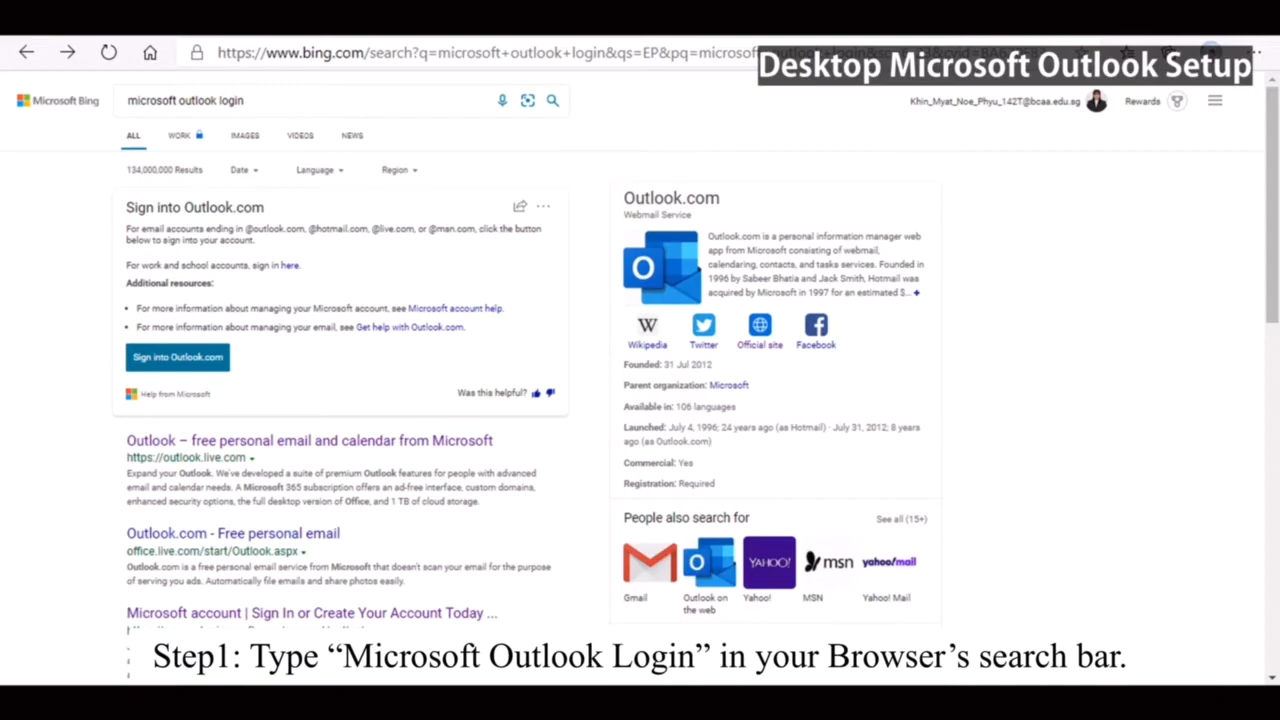 https://www.bing.com/search?q=microsoft+outlook+login&qs=EP&pq=microsoft
Desktop Microsoft Outlook Setup
Microsoft Bing
microsoft outlook login
Khin_Myat_Noe_Phyu_142T@bcaa.edu.sg
Rewards
ALL WORK IMAGES VIDEOS NEWS
134,000,000 Results Date Language Region
Sign into Outlook.com
For email accounts ending in @outlook.com, @hotmail.com, @live.com, or @msn.com, click the button
below to sign into your account.
For work and school accounts, sign in here.
Additional resources:
• For more information about managing your Microsoft account, see Microsoft account help.
• For more information about managing your email, see Get help with Outlook.com.
Sign into Outlook.com
Help from Microsoft
Was this helpful?
Outlook – free personal email and calendar from Microsoft
https://outlook.live.com
Expand your Outlook. We've developed a suite of premium Outlook features for people with advanced
email and calendar needs. A Microsoft 365 subscription offers an ad-free interface, custom domains,
enhanced security options, the full desktop version of Office, and 1 TB of cloud storage.
Outlook.com - Free personal email
office.live.com/start/Outlook.aspx
Outlook.com is a free personal email service from Microsoft that doesn't scan your email for the purpose
of serving you ads. Automatically file emails and share photos easily.
Microsoft account | Sign In or Create Your Account Today ...
Outlook.com
Webmail Service
Outlook.com is a personal information manager web
app from Microsoft consisting of webmail,
calendaring, contacts, and tasks services. Founded in
1996 by Sabeer Bhatia and Jack Smith, Hotmail was
acquired by Microsoft in 1997 for an estimated $...
W
Wikipedia Twitter Official site Facebook
Founded: 31 Jul 2012
Parent organization: Microsoft
Available in: 106 languages
Launched: July 4, 1996; 24 years ago (as Hotmail) · July 31, 2012; 8 years
ago (as Outlook.com)
Commercial: Yes
Registration: Required
People also search for
See all (15+)
YAHOO! msn yahoo!mail
Gmail Outlook on Yahoo! MSN Yahoo! Mail
the web
Step1: Type “Microsoft Outlook Login” in your Browser’s search bar.